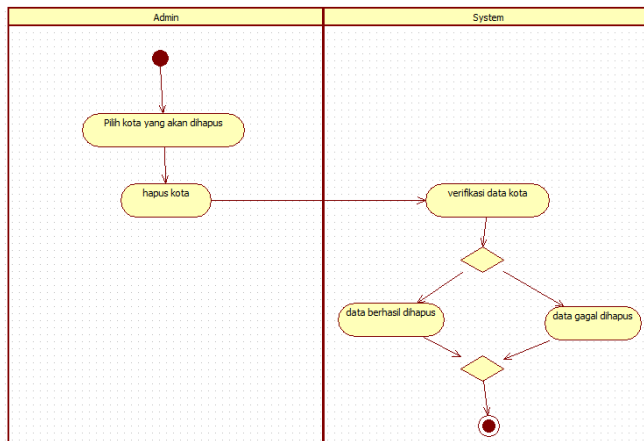 Admin
System
Pilih kota yang akan dihapus
hapus kota
verifikasi data kota
data berhasil dihapus
data gagal dihapus